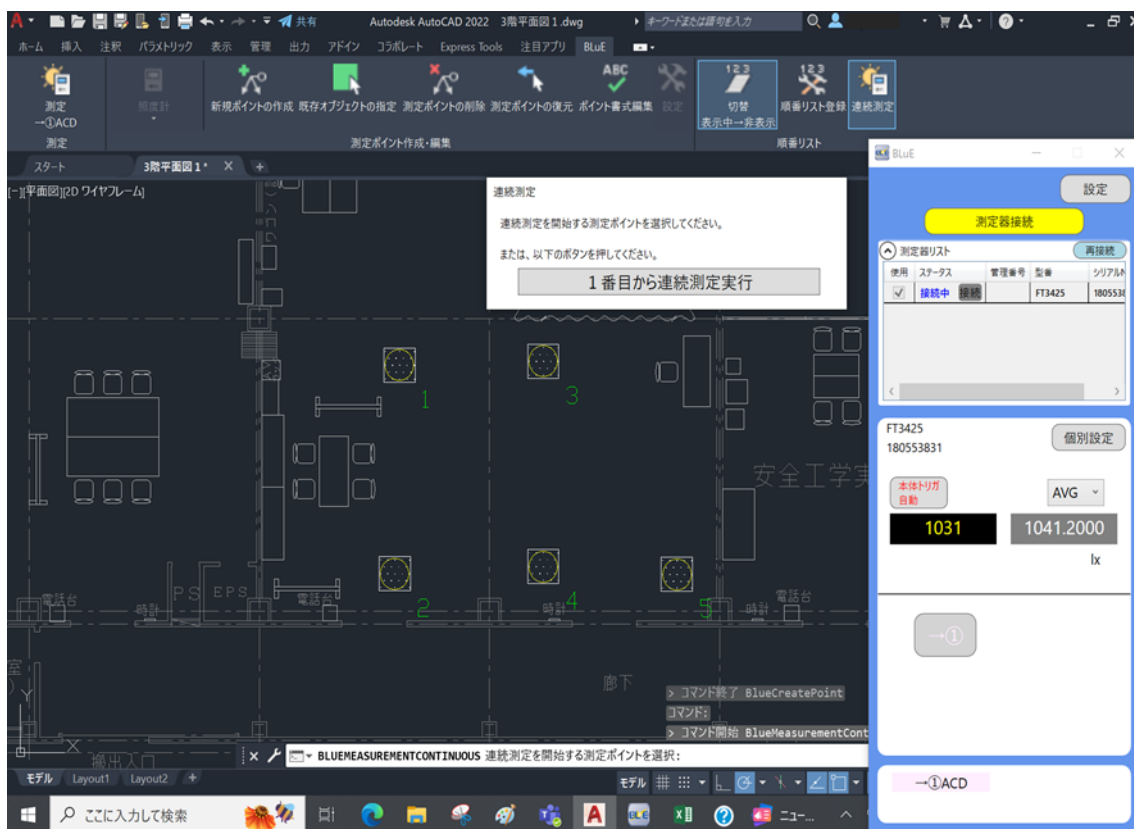 共有 Autodesk AutoCAD 2022 3階平面図1.dwg キーワードまたは語句を入力
ホーム 挿入 注釈 パラメトリック 表示 管理 出力 アドイン コラボレート Express Tools 注目アプリ BLuE
測定
→①ACD
照度計
新規ポイントの作成 既存オブジェクトの指定 測定ポイントの削除 測定ポイントの復元 ABC ポイント書式編集 設定
123 切替
表示中→非表示
123 順番リスト登録 連続測定
測定 測定ポイント作成・編集 順番リスト
スタート 3階平面図1* X +
[-][平面図][2D ワイヤフレーム]
連続測定
連続測定を開始する測定ポイントを選択してください。
または、以下のボタンを押してください。
1番目から連続測定実行
1 3
安全工学実
PS EPS
電話台 時計 電話台 2 時計 4 5 時計 電話台
廊下
室
Y
X
搬出入口
> コマンド終了 BlueCreatePoint
コマンド:
> コマンド開始 BlueMeasurementCont
BLUEMEASUREMENTCONTINUOUS 連続測定を開始する測定ポイントを選択:
モデル Layout1 Layout2 + モデル
ここに入力して検索 ニュー...
BLuE
設定
測定器接続
測定器リスト 再接続
使用 ステータス 管理番号 型番 シリアルN
接続中 接続 FT3425 1805538
FT3425
180553831
個別設定
本体トリガ
自動
AVG
1031 1041.2000
lx
→①
→①ACD